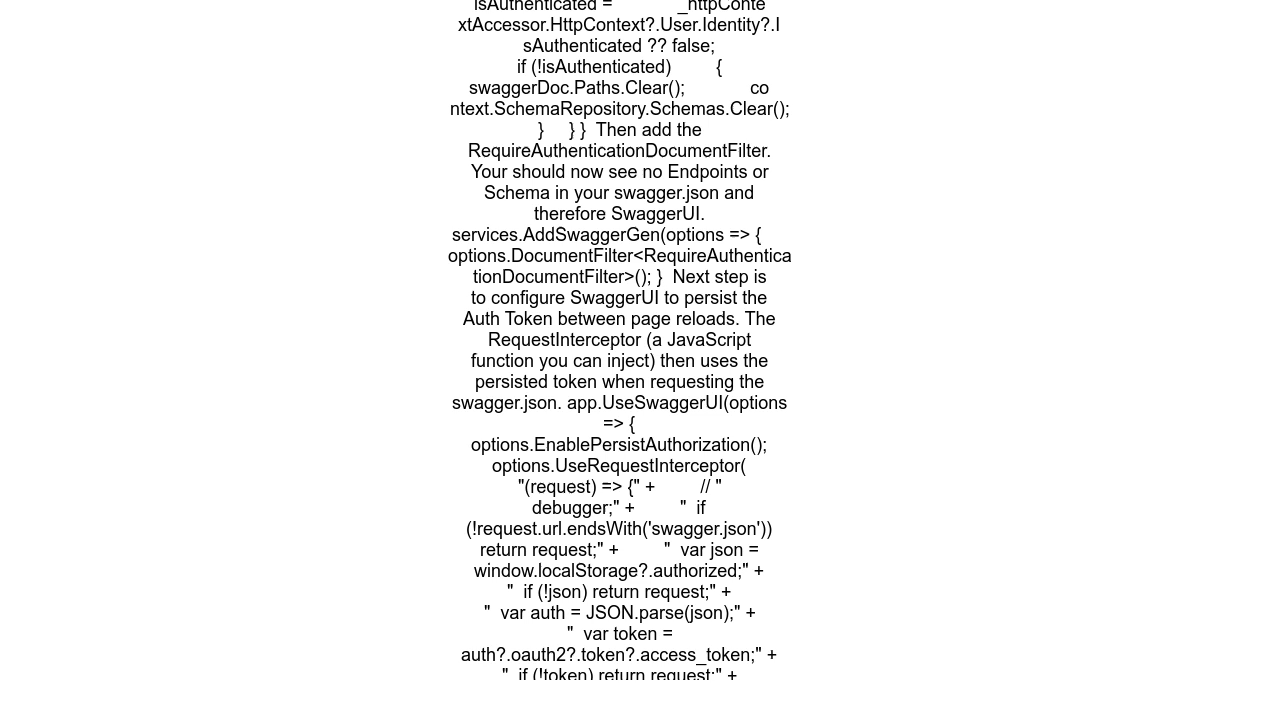 isAuthenticated =             _httpConte
xtAccessor.HttpContext?.User.Identity?.I
sAuthenticated ?? false;
if (!isAuthenticated)         {
swaggerDoc.Paths.Clear();             co
ntext.SchemaRepository.Schemas.Clear();
}     } }  Then add the
RequireAuthenticationDocumentFilter.
Your should now see no Endpoints or
Schema in your swagger.json and
therefore SwaggerUI.
services.AddSwaggerGen(options => {
options.DocumentFilter<RequireAuthentica
tionDocumentFilter>(); }  Next step is
to configure SwaggerUI to persist the
Auth Token between page reloads. The
RequestInterceptor (a JavaScript
function you can inject) then uses the
persisted token when requesting the
swagger.json. app.UseSwaggerUI(options
=> {
options.EnablePersistAuthorization();
options.UseRequestInterceptor(
"(request) => {" +         // "
debugger;" +         "  if
(!request.url.endsWith('swagger.json'))
return request;" +         "  var json =
window.localStorage?.authorized;" +
"  if (!json) return request;" +
"  var auth = JSON.parse(json);" +
"  var token =
auth?.oauth2?.token?.access_token;" +
"  if (!token) return request;" +